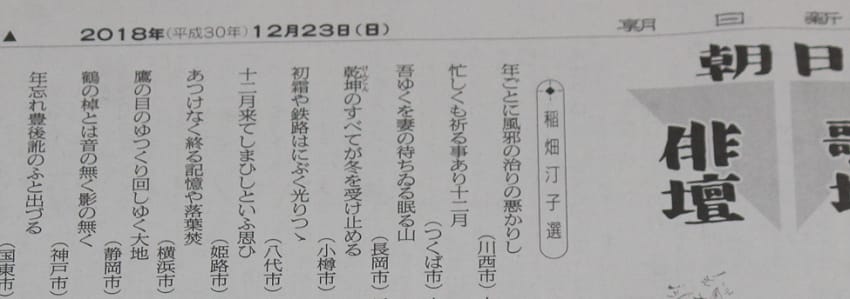 朝日新
▲ 2018年(平成30年)12月23日(日)
朝日
俳壇
歌壇
稲畑汀子選
年ごとに風邪の治りの悪かりし
(川西市)
忙しくも祈る事あり十二月
(つくば市)
吾ゆくを妻の待ちゐる眠る山
(長岡市)
乾坤のすべてが冬を受け止める
(小樽市)
初霜や鉄路はにぶく光りつゝ
(八代市)
十二月来てしまひしといふ思ひ
(姫路市)
あつけなく終る記憶や落葉焚
(横浜市)
鷹の目のゆつくり回しゆく大地
(静岡市)
鶴の棹とは音の無く影の無く
(神戸市)
年忘れ豊後訛のふと出づる
(国東市)